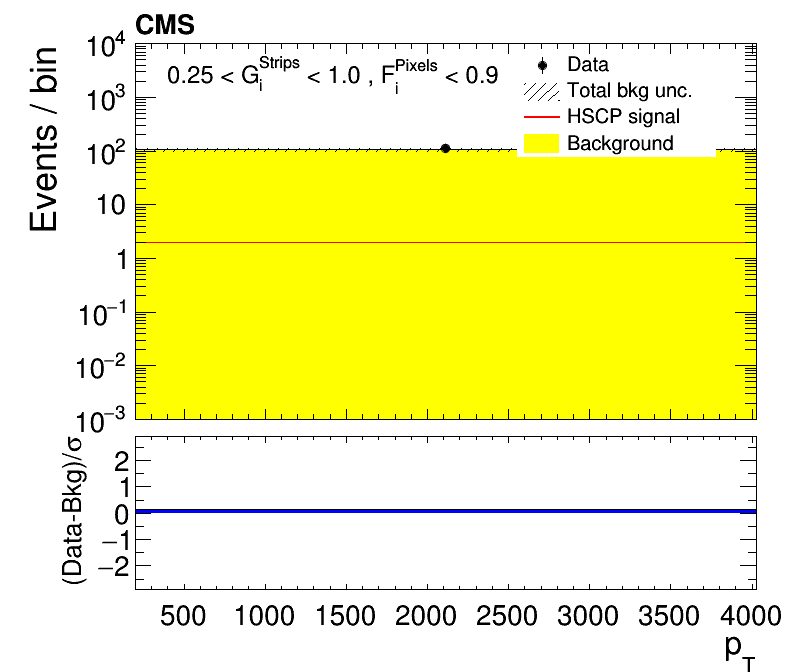 CMS
Events / bin
10^4
10^3
10^2
10
1
10^−1
10^−2
10^−3
0.25 < G_i^Strips < 1.0 , F_i^Pixels < 0.9
Data
Total bkg unc.
HSCP signal
Background
(Data-Bkg)/σ
2
1
0
−1
−2
500 1000 1500 2000 2500 3000 3500 4000
p_T